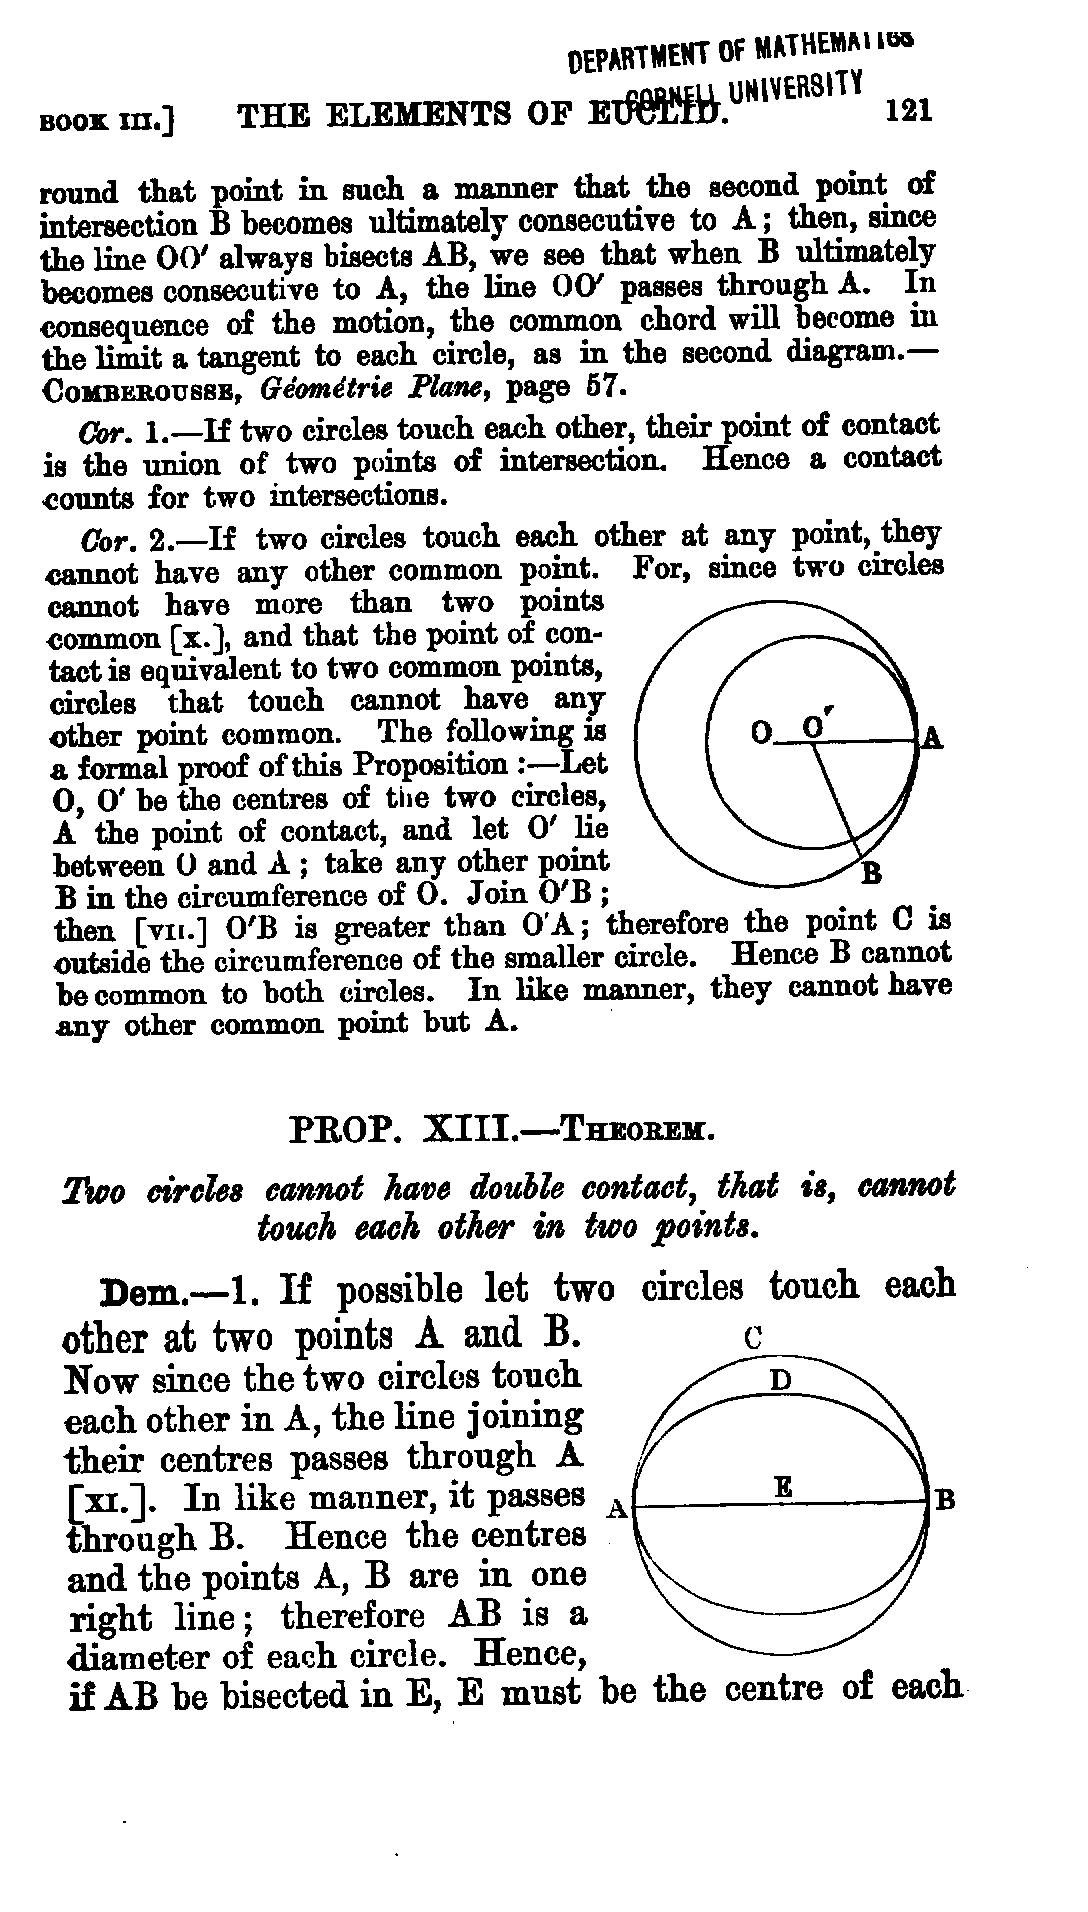 DEPARTMENT OF MATHEMATICS
CORNELL UNIVERSITY
BOOK III.] THE ELEMENTS OF EUCLID. 121
round that point in such a manner that the second point of
intersection B becomes ultimately consecutive to A; then, since
the line OO′ always bisects AB, we see that when B ultimately
becomes consecutive to A, the line OO′ passes through A. In
consequence of the motion, the common chord will become in
the limit a tangent to each circle, as in the second diagram.—
COMBEROUSSE, Géométrie Plane, page 57.
Cor. 1.—If two circles touch each other, their point of contact
is the union of two points of intersection. Hence a contact
counts for two intersections.
Cor. 2.—If two circles touch each other at any point, they
cannot have any other common point. For, since two circles
cannot have more than two points
common [X.], and that the point of con-
tact is equivalent to two common points,
circles that touch cannot have any
other point common. The following is
a formal proof of this Proposition:—Let
O, O′ be the centres of the two circles,
A the point of contact, and let O′ lie
between O and A; take any other point
B in the circumference of O. Join O′B;
then [VII.] O′B is greater than O′A; therefore the point C is
outside the circumference of the smaller circle. Hence B cannot
be common to both circles. In like manner, they cannot have
any other common point but A.
O O′ A
B
PROP. XIII.—THEOREM.
Two circles cannot have double contact, that is, cannot
touch each other in two points.
Dem.—1. If possible let two circles touch each
other at two points A and B.
Now since the two circles touch
each other in A, the line joining
their centres passes through A
[XI.]. In like manner, it passes
through B. Hence the centres
and the points A, B are in one
right line; therefore AB is a
diameter of each circle. Hence,
if AB be bisected in E, E must be the centre of each
C
D
E
A B